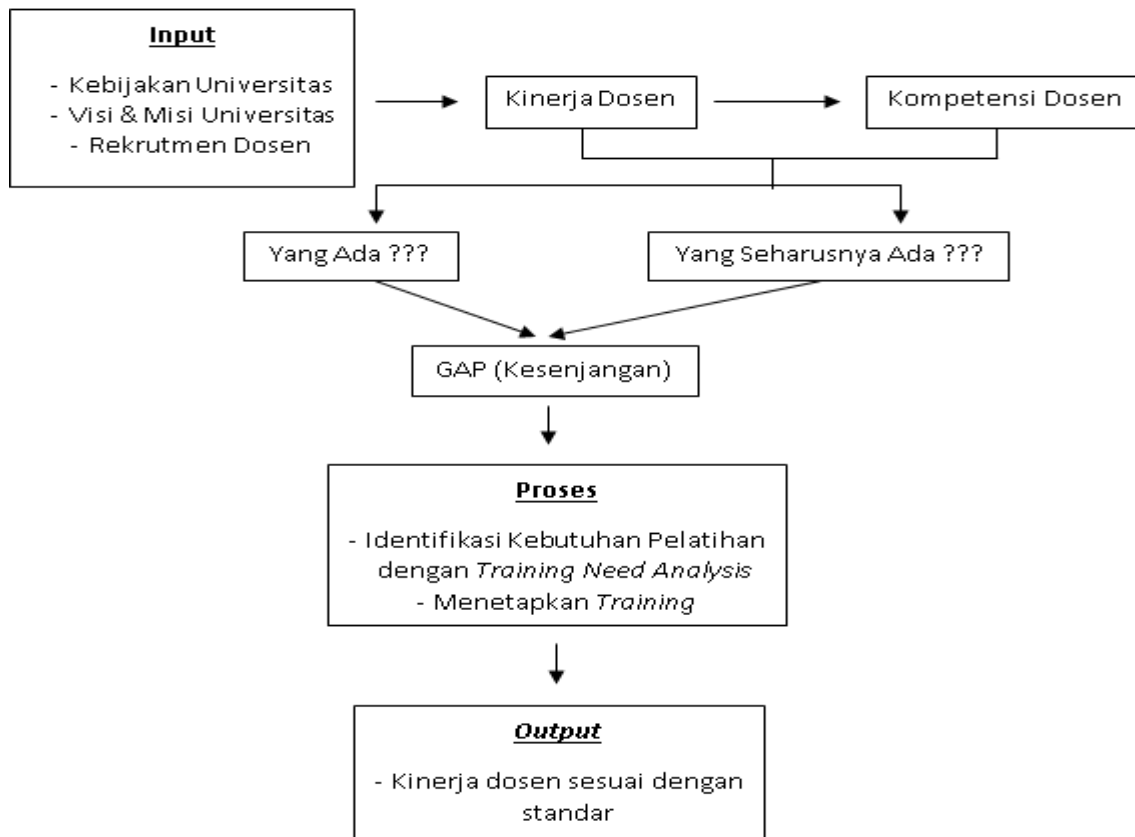 Input
- Kebijakan Universitas
- Visi & Misi Universitas
- Rekrutmen Dosen
Kinerja Dosen
Kompetensi Dosen
Yang Ada ???
Yang Seharusnya Ada ???
GAP (Kesenjangan)
Proses
- Identifikasi Kebutuhan Pelatihan
dengan Training Need Analysis
- Menetapkan Training
Output
- Kinerja dosen sesuai dengan
standar